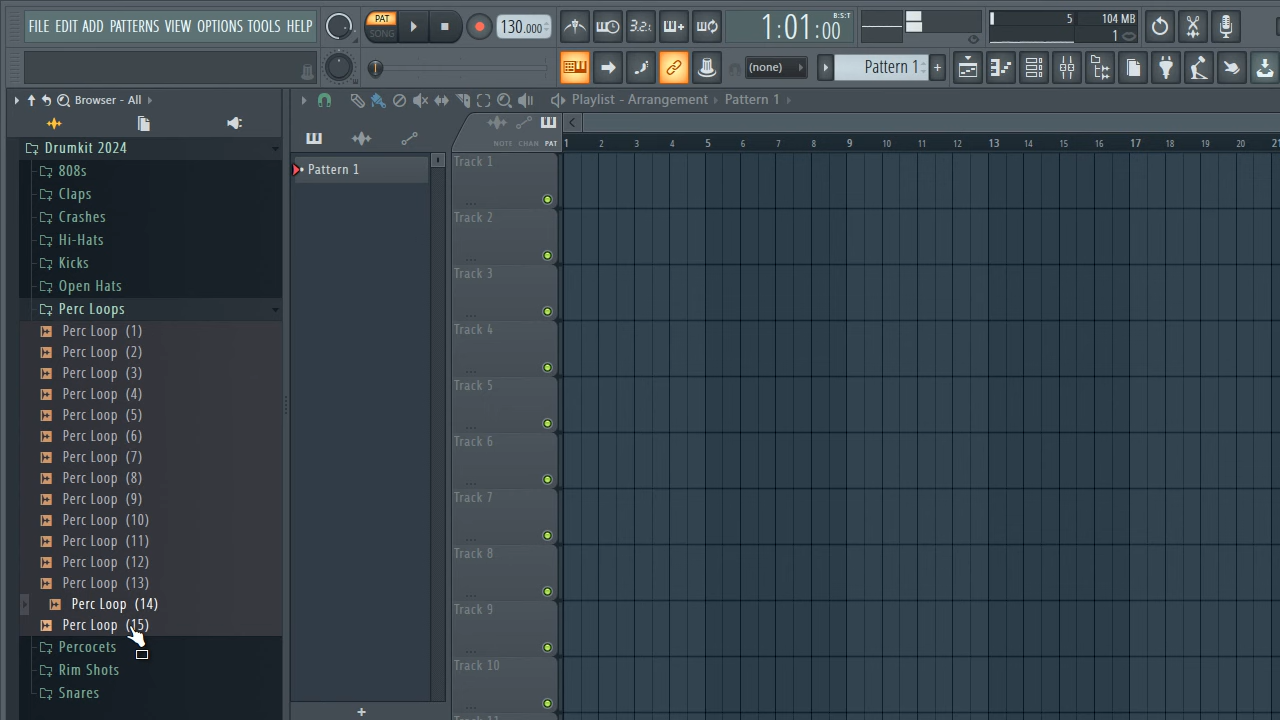 FILE EDIT ADD PATTERNS VIEW OPTIONS TOOLS HELP
PAT
SONG
130.000
3.2:
1:01:00
B:S:T
5
104 MB
1
(none)
Pattern 1
+
Browser - All
Playlist - Arrangement
Pattern 1
NOTE CHAN PAT
1 2 3 4 5 6 7 8 9 10 11 12 13 14 15 16 17 18 19 20 21
Drumkit 2024
808s
Claps
Crashes
Hi-Hats
Kicks
Open Hats
Perc Loops
Perc Loop (1)
Perc Loop (2)
Perc Loop (3)
Perc Loop (4)
Perc Loop (5)
Perc Loop (6)
Perc Loop (7)
Perc Loop (8)
Perc Loop (9)
Perc Loop (10)
Perc Loop (11)
Perc Loop (12)
Perc Loop (13)
Perc Loop (14)
Perc Loop (15)
Percocets
Rim Shots
Snares
Pattern 1
+
Track 1
Track 2
Track 3
Track 4
Track 5
Track 6
Track 7
Track 8
Track 9
Track 10